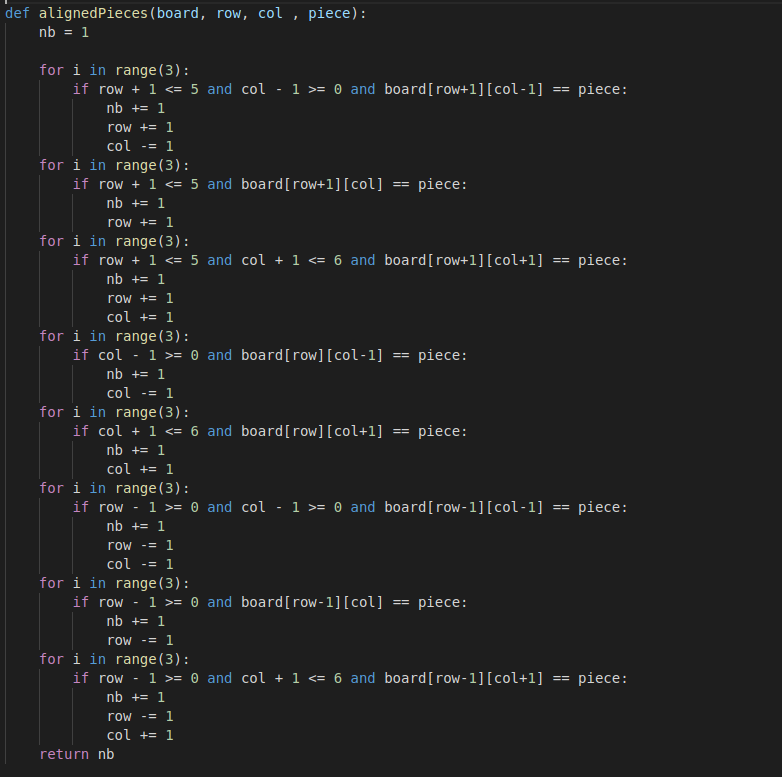 def alignedPieces(board, row, col , piece):
    nb = 1

    for i in range(3):
        if row + 1 <= 5 and col - 1 >= 0 and board[row+1][col-1] == piece:
            nb += 1
            row += 1
            col -= 1
    for i in range(3):
        if row + 1 <= 5 and board[row+1][col] == piece:
            nb += 1
            row += 1
    for i in range(3):
        if row + 1 <= 5 and col + 1 <= 6 and board[row+1][col+1] == piece:
            nb += 1
            row += 1
            col += 1
    for i in range(3):
        if col - 1 >= 0 and board[row][col-1] == piece:
            nb += 1
            col -= 1
    for i in range(3):
        if col + 1 <= 6 and board[row][col+1] == piece:
            nb += 1
            col += 1
    for i in range(3):
        if row - 1 >= 0 and col - 1 >= 0 and board[row-1][col-1] == piece:
            nb += 1
            row -= 1
            col -= 1
    for i in range(3):
        if row - 1 >= 0 and board[row-1][col] == piece:
            nb += 1
            row -= 1
    for i in range(3):
        if row - 1 >= 0 and col + 1 <= 6 and board[row-1][col+1] == piece:
            nb += 1
            row -= 1
            col += 1
    return nb